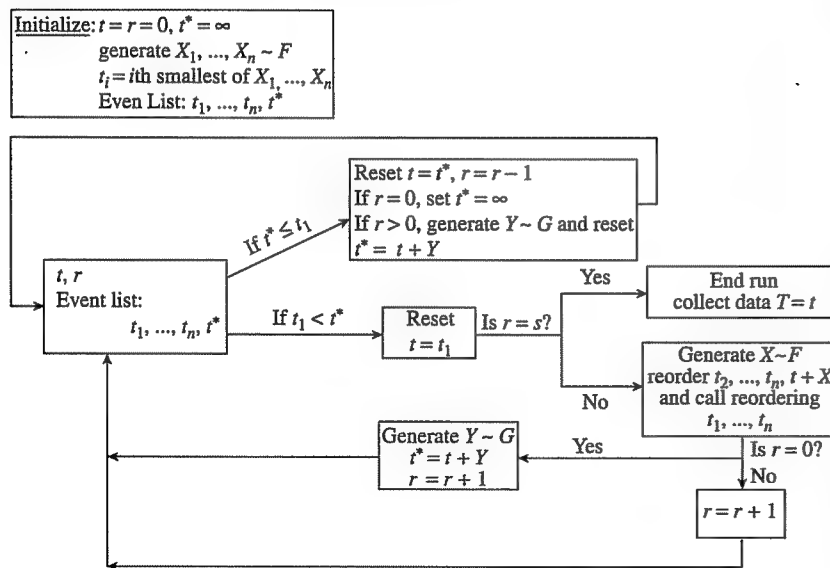 Initialize: t = r = 0, t* = ∞
generate X₁, ..., Xₙ ~ F
tᵢ = ith smallest of X₁, ..., Xₙ
Even List: t₁, ..., tₙ, t*
Reset t = t*, r = r − 1
If r = 0, set t* = ∞
If r > 0, generate Y ~ G and reset
t* = t + Y
If t* ≤ t₁
t, r
Event list:
t₁, ..., tₙ, t*
If t₁ < t*
Reset
t = t₁
Is r = s?
Yes
End run
collect data T = t
No
Generate X ~ F
reorder t₂, ..., tₙ, t + X
and call reordering
t₁, ..., tₙ
Is r = 0?
Yes
Generate Y ~ G
t* = t + Y
r = r + 1
No
r = r + 1